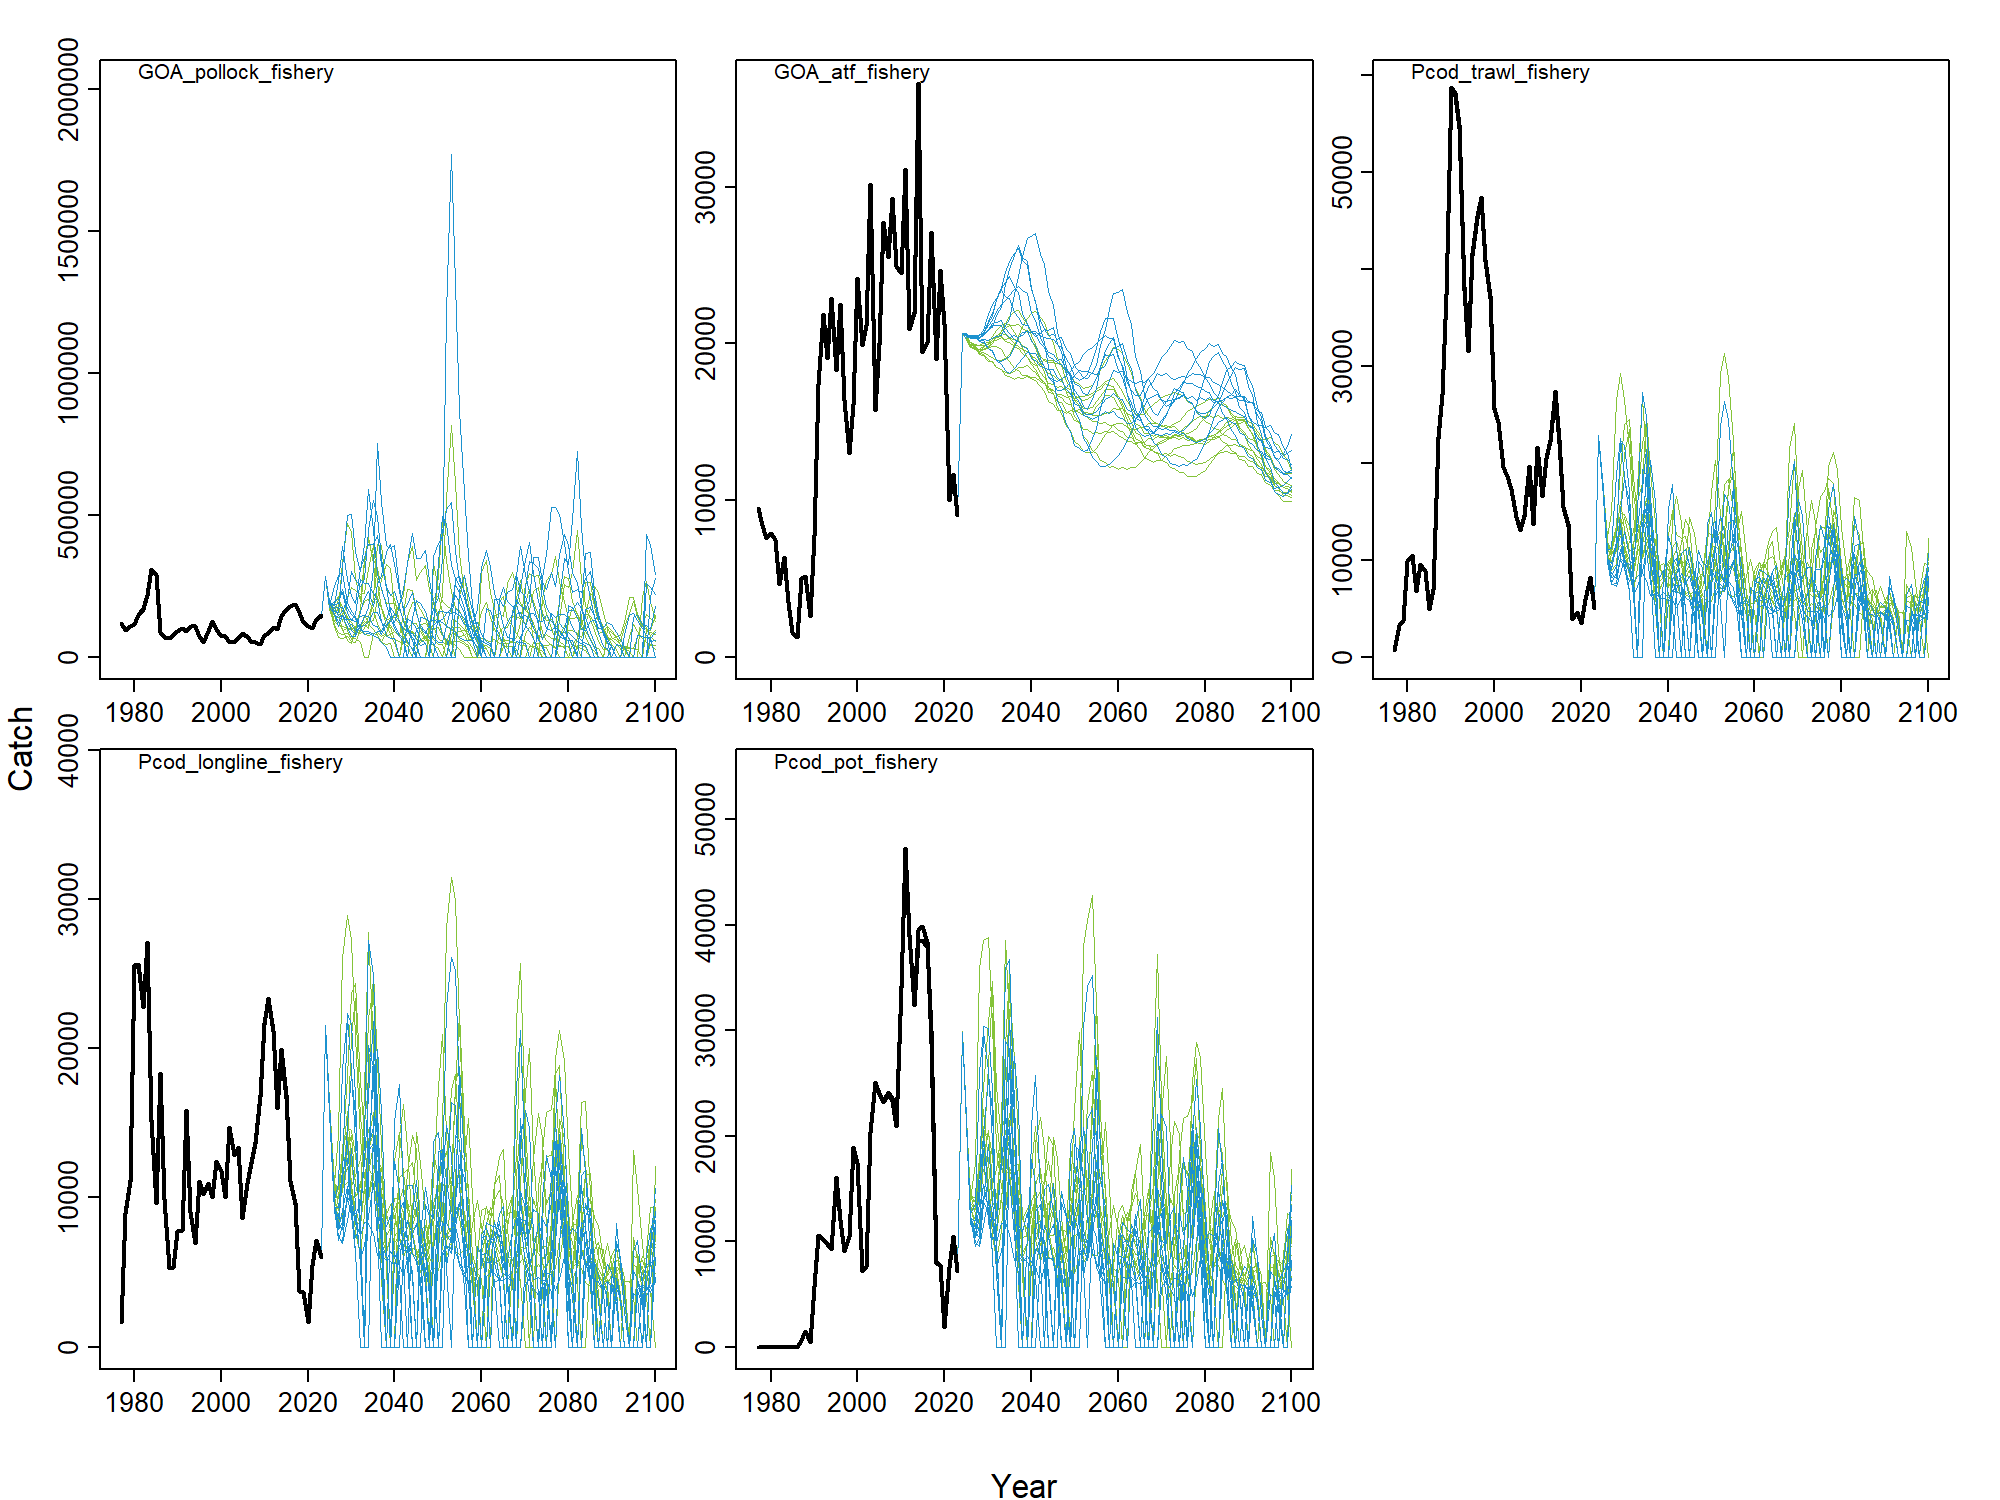 GOA_pollock_fishery
0
500000
1000000
1500000
2000000
1980 2000 2020 2040 2060 2080 2100
GOA_atf_fishery
0
10000
20000
30000
1980 2000 2020 2040 2060 2080 2100
Pcod_trawl_fishery
0
10000
30000
50000
1980 2000 2020 2040 2060 2080 2100
Catch
Pcod_longline_fishery
0
10000
20000
30000
40000
1980 2000 2020 2040 2060 2080 2100
Pcod_pot_fishery
0
10000
20000
30000
40000
50000
1980 2000 2020 2040 2060 2080 2100
Year